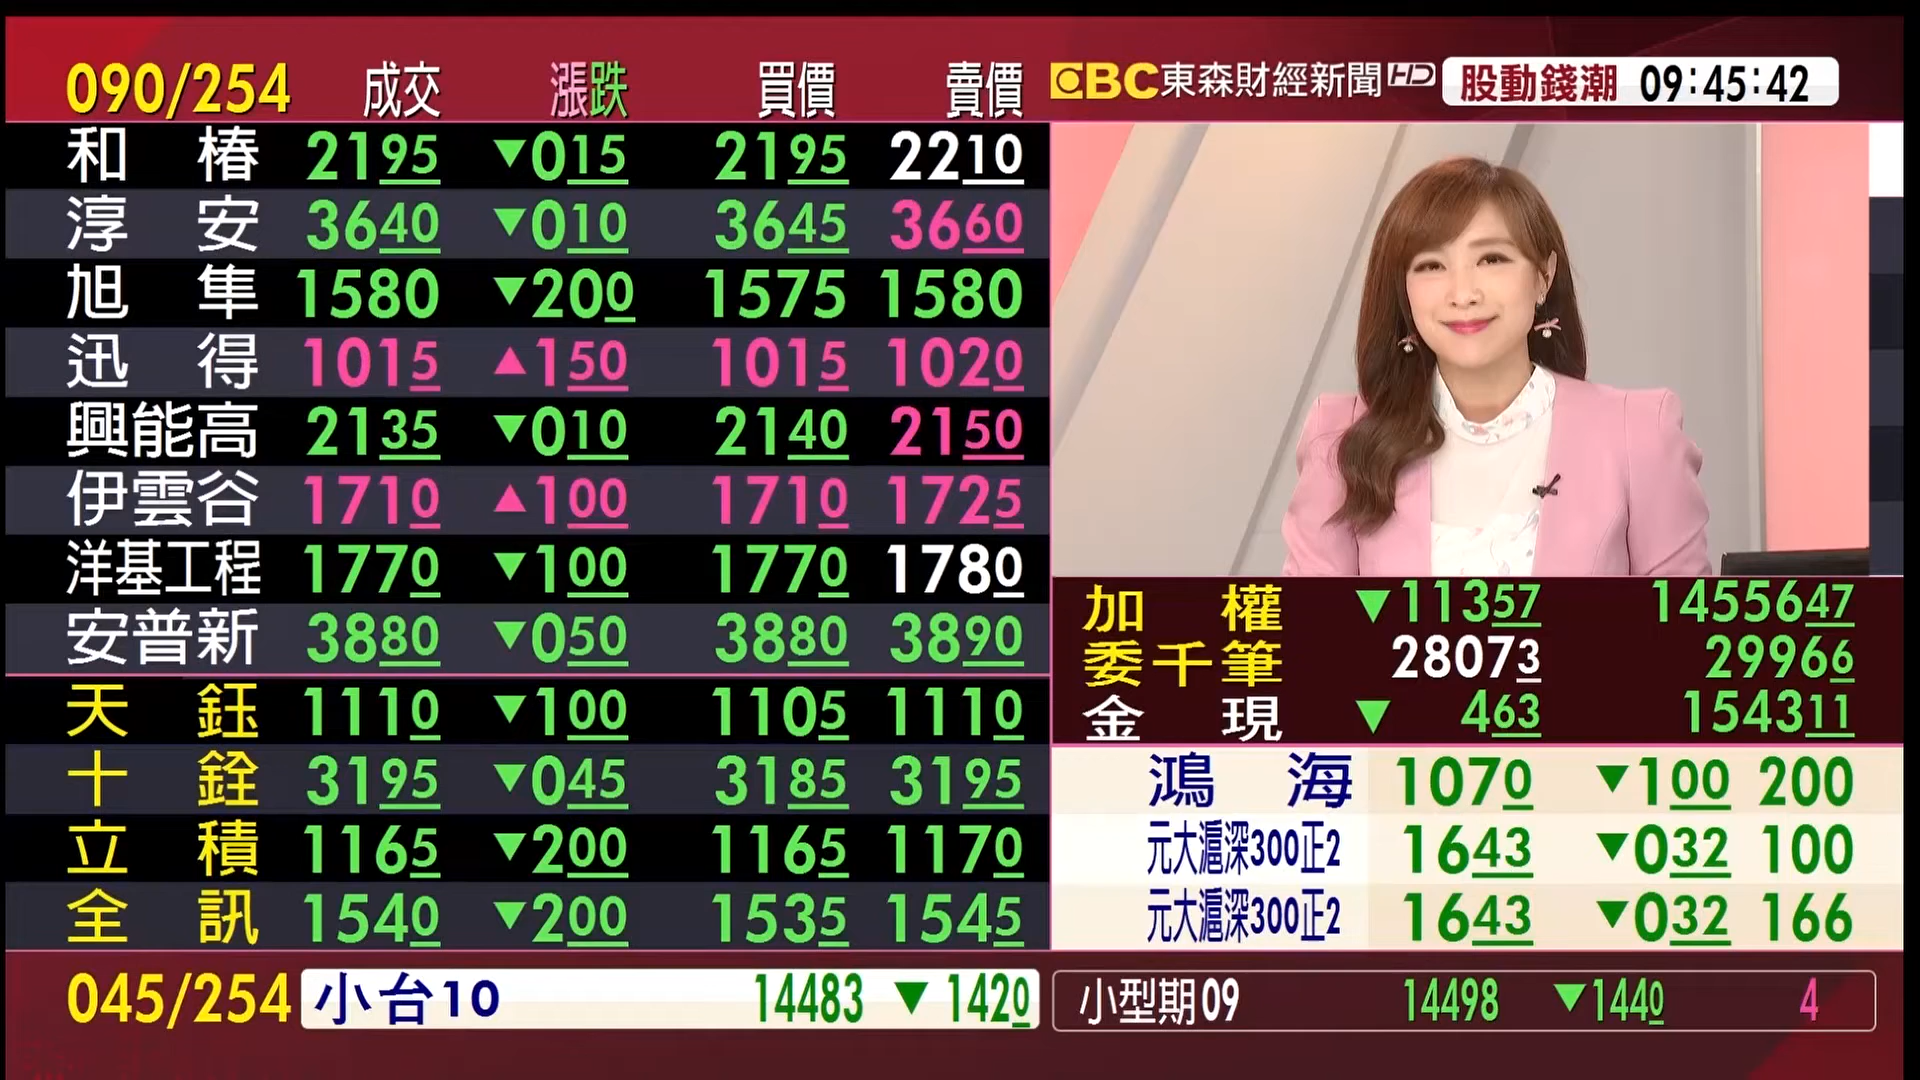 090/254 成交 漲跌 買價 賣價
和椿 2195 ▼015 2195 2210
淳安 3640 ▼010 3645 3660
旭隼 1580 ▼200 1575 1580
迅得 1015 ▲150 1015 1020
興能高 2135 ▼010 2140 2150
伊雲谷 1710 ▲100 1710 1725
洋基工程 1770 ▼100 1770 1780
安普新 3880 ▼050 3880 3890
天鈺 1110 ▼100 1105 1110
十銓 3195 ▼045 3185 3195
立積 1165 ▼200 1165 1170
全訊 1540 ▼200 1535 1545
045/254 小台10 14483 ▼1420
EBC東森財經新聞HD 股動錢潮 09:45:42
加權 ▼11357 1455647
委千筆 280733 299666
金現 ▼463 154311
鴻海 1070 ▼100 200
元大滬深300正2 1643 ▼032 100
元大滬深300正2 1643 ▼032 166
小型期09 14498 ▼1440 4